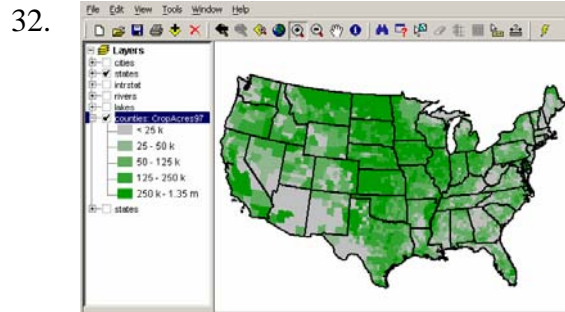 32.
File Edit View Tools Window Help
Layers
cities
states
intrstat
rivers
lakes
counties: CropAcres97
< 25 k
25 - 50 k
50 - 125 k
125 - 250 k
250 k - 1.35 m
states